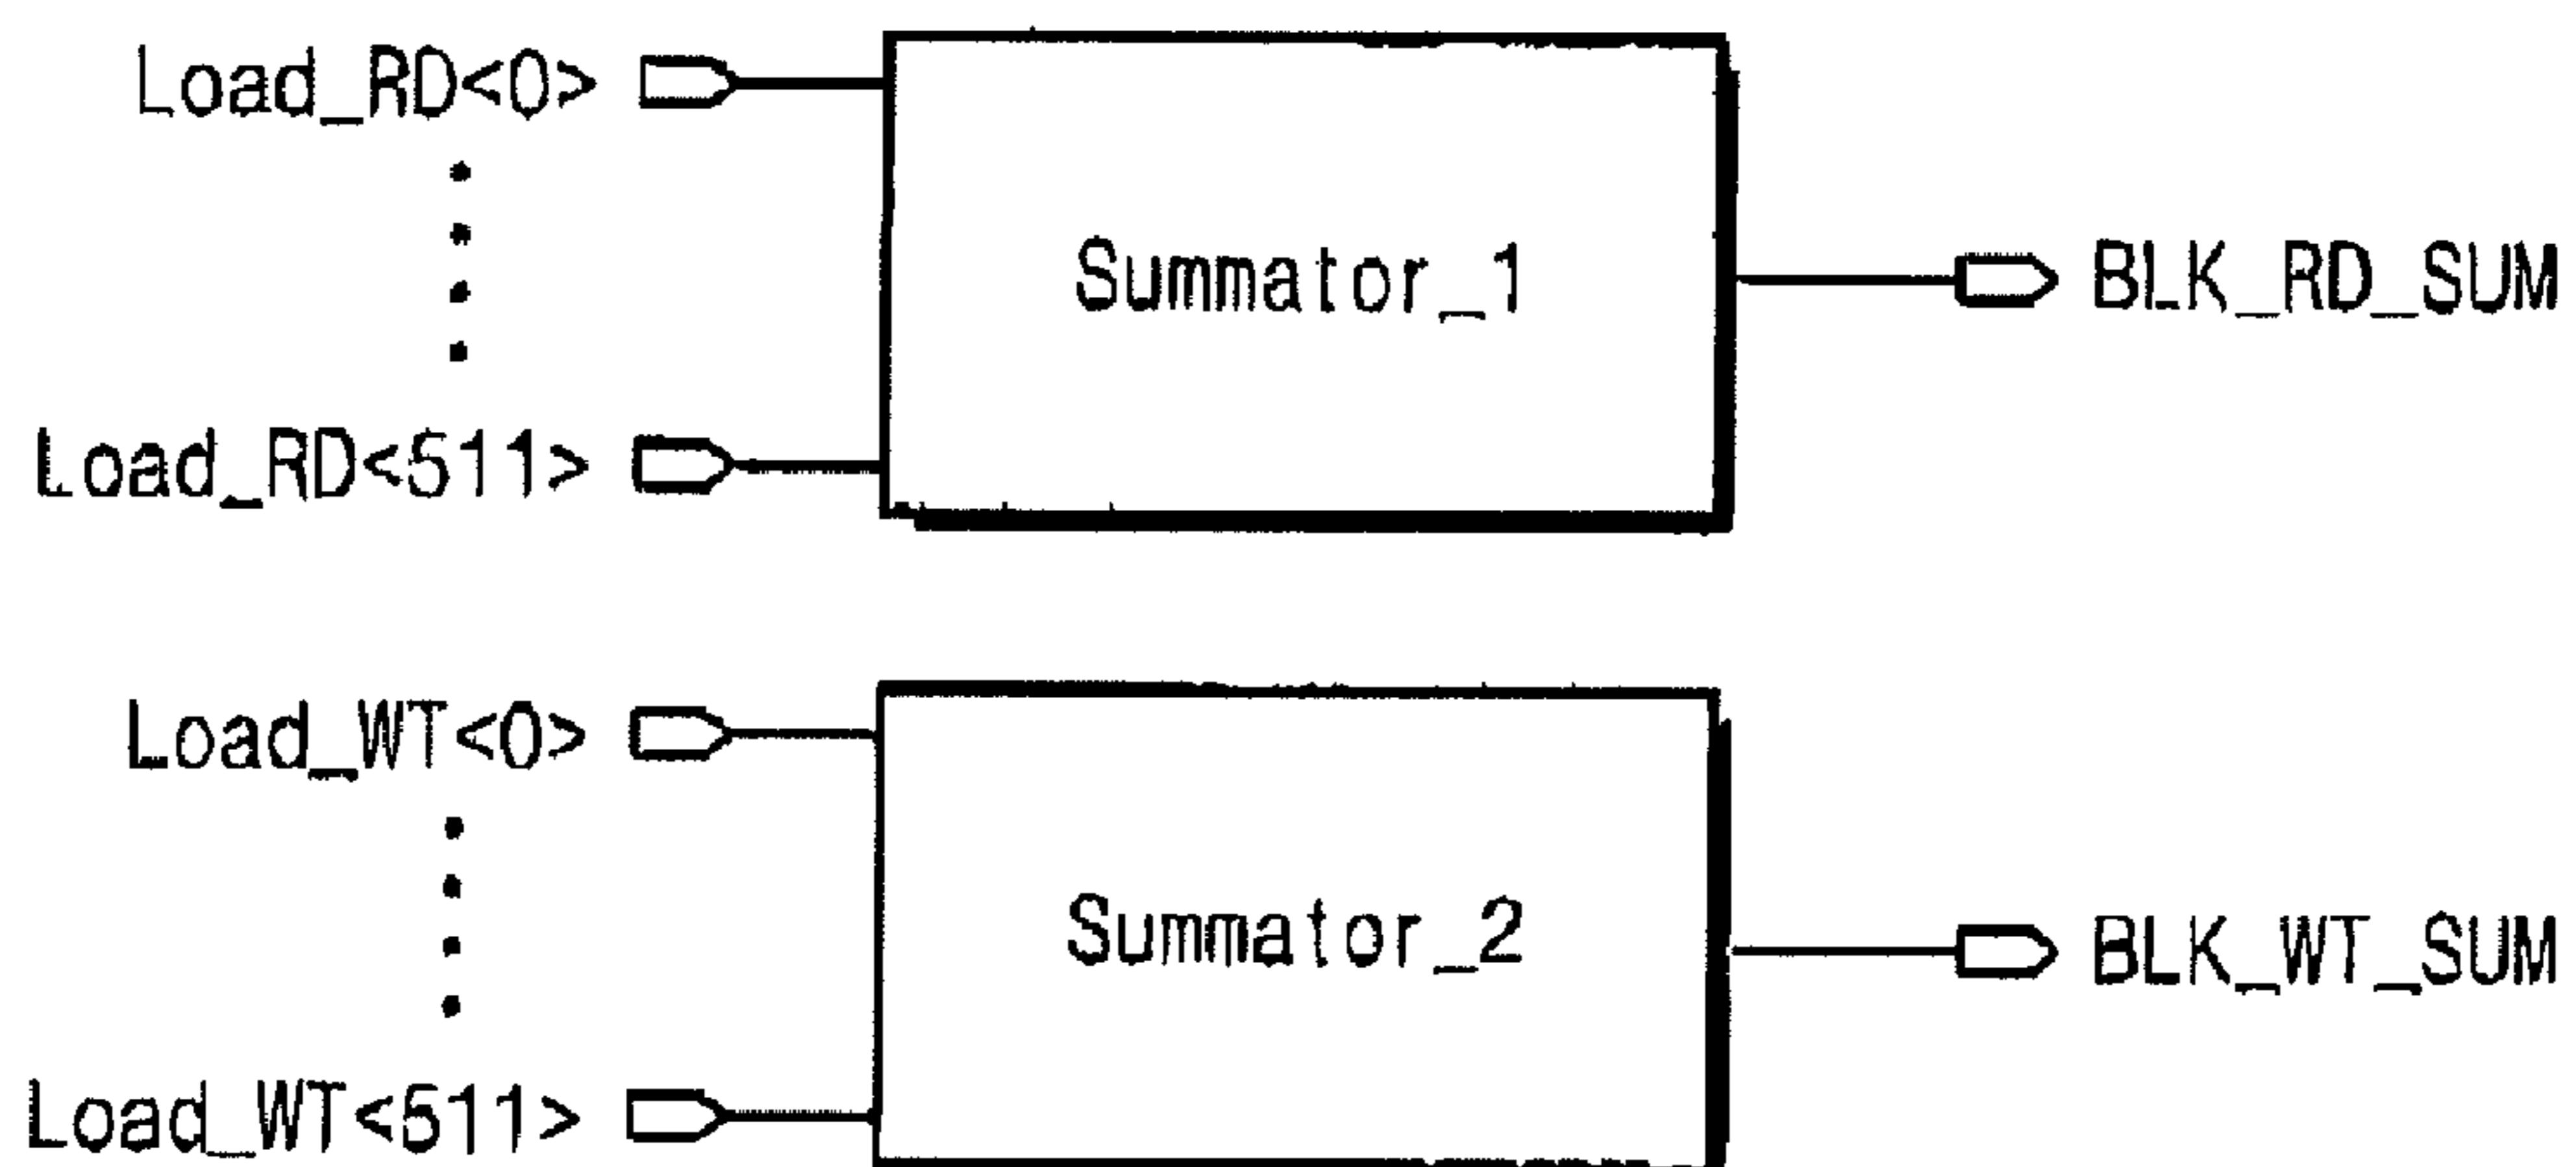 Load_RD<0>
Summator_1
BLK_RD_SUM
Load_RD<511>
Load_WT<0>
Summator_2
BLK_WT_SUM
Load_WT<511>